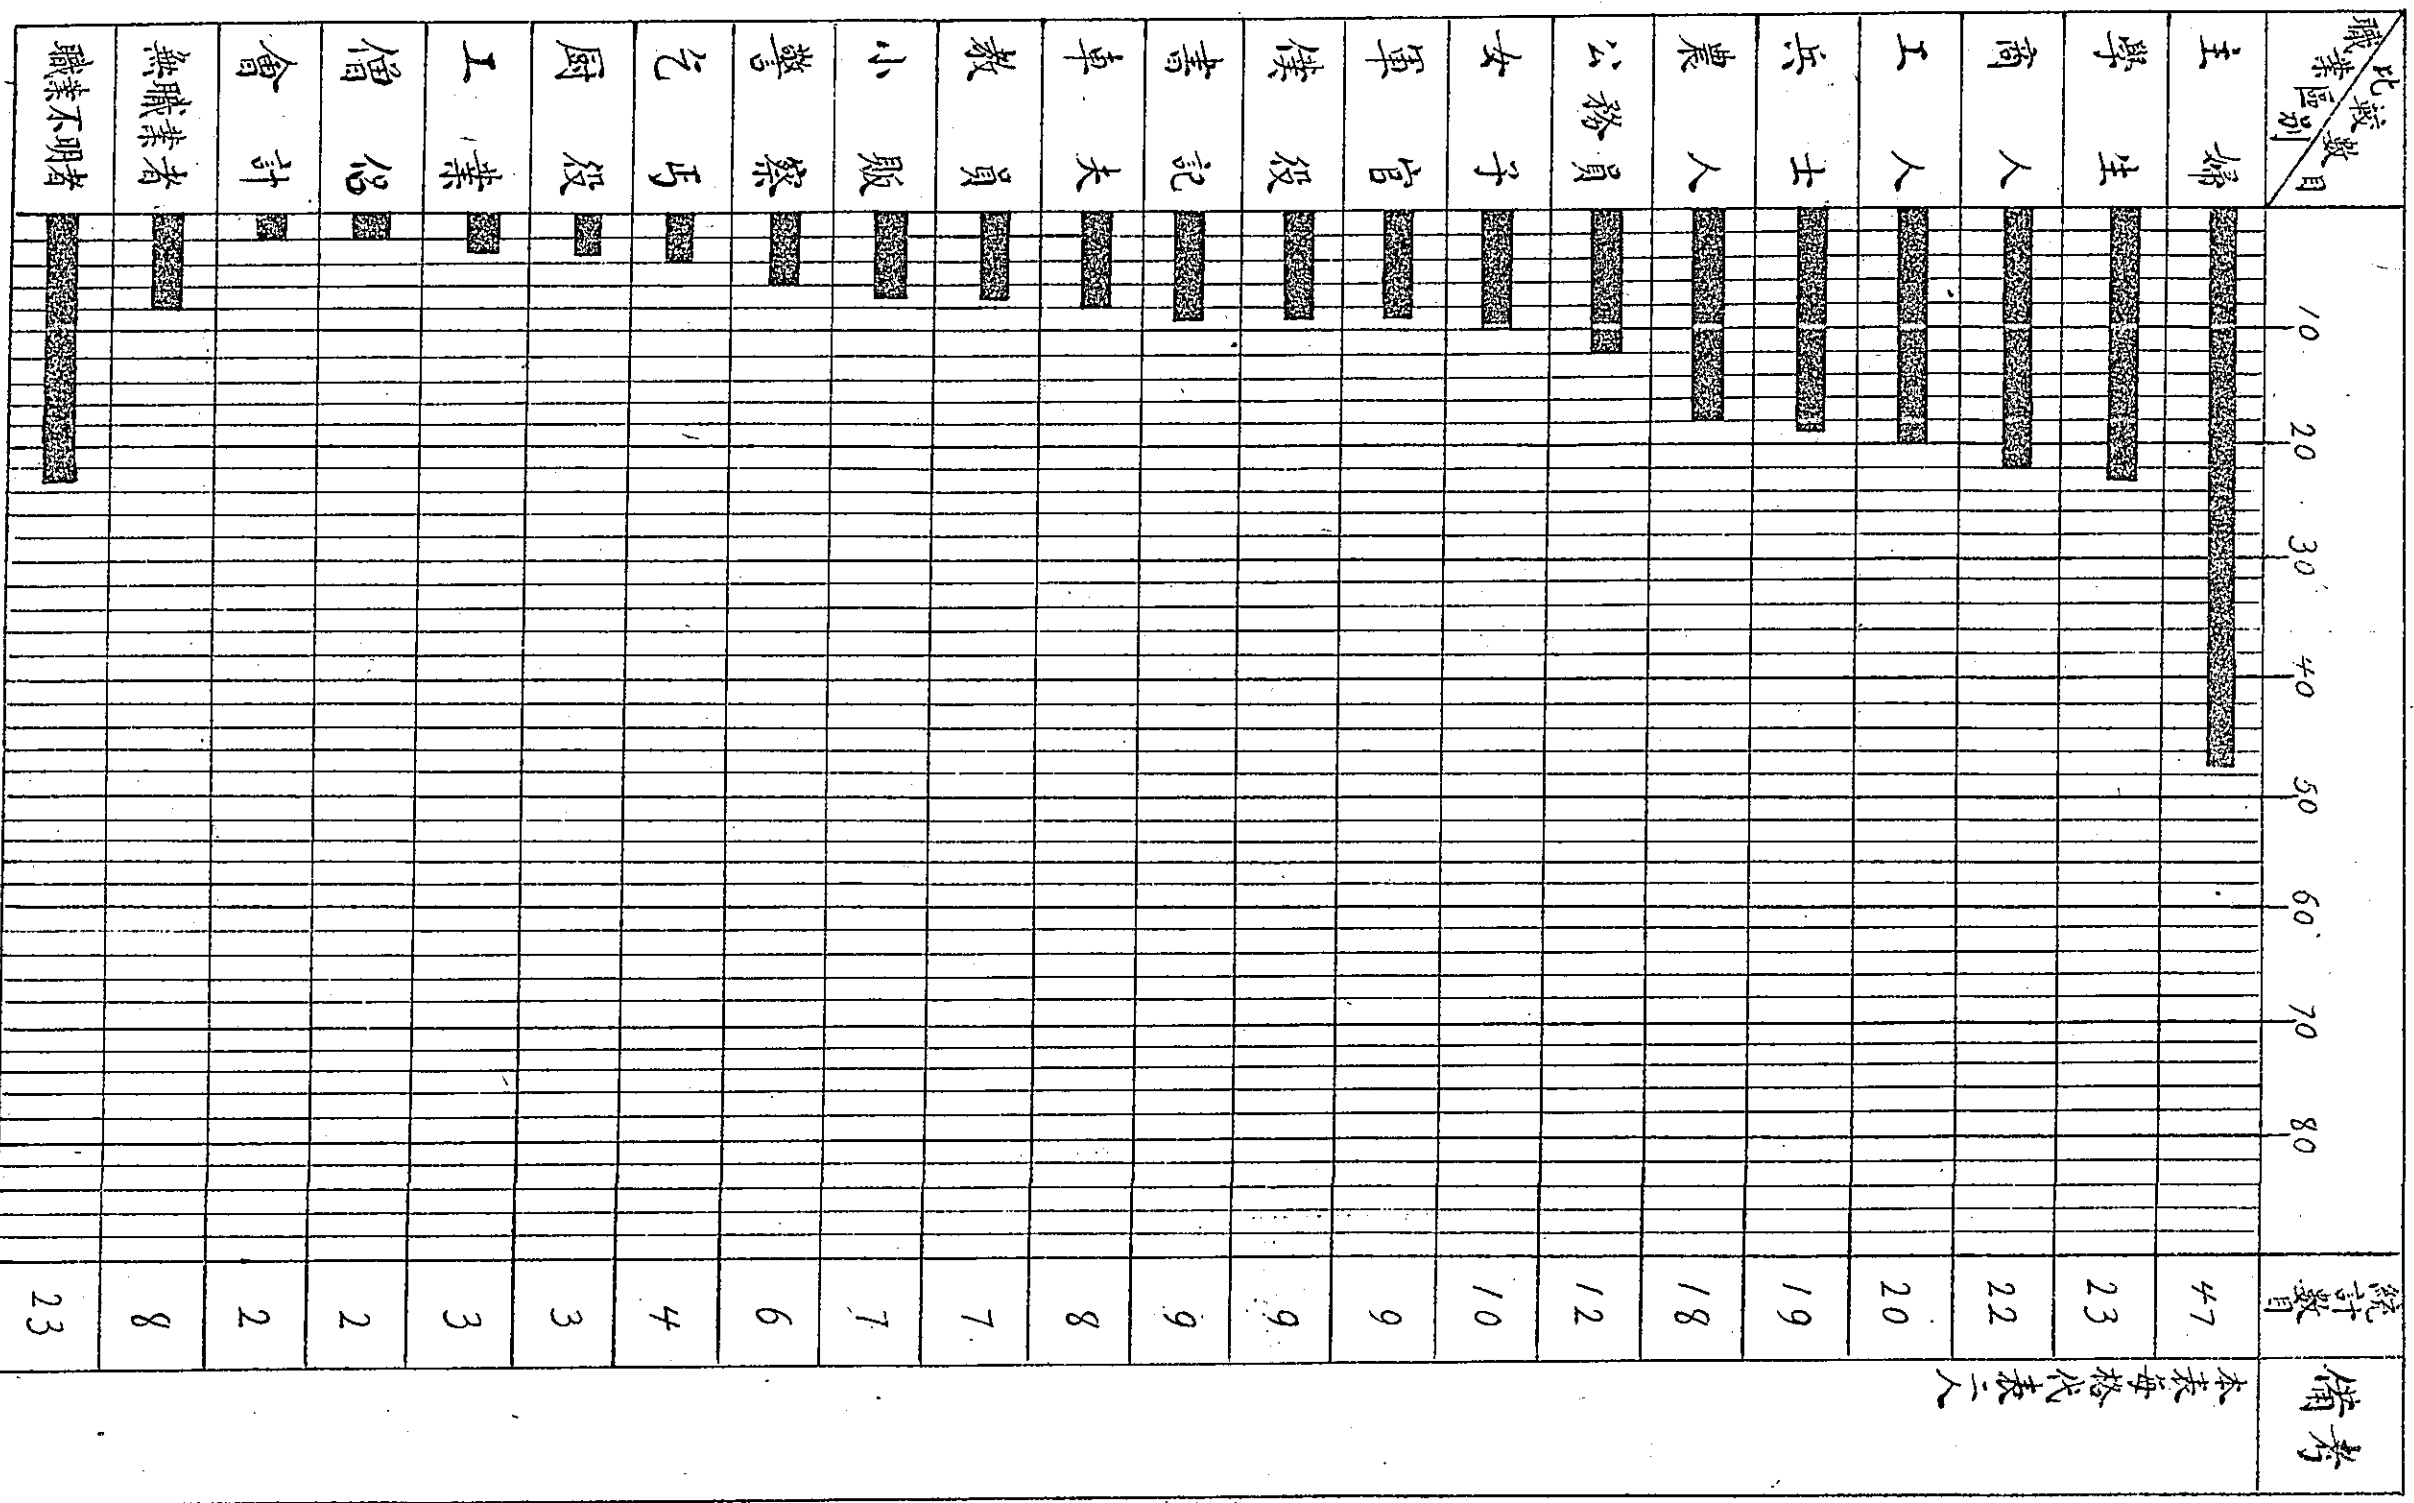 比較數目
職業區別
主婦
學生
商人
工人
兵士
農人
公務員
女子
軍官
僕役
書記
車夫
教員
小販
警察
乞丐
厨役
工業
僧侶
會計
無職業者
職業不明者
10
20
30
40
50
60
70
80
統計數目
47
23
22
20
19
18
12
10
9
9
9
8
7
7
6
4
3
3
2
2
8
23
備考
本表每格代表二人